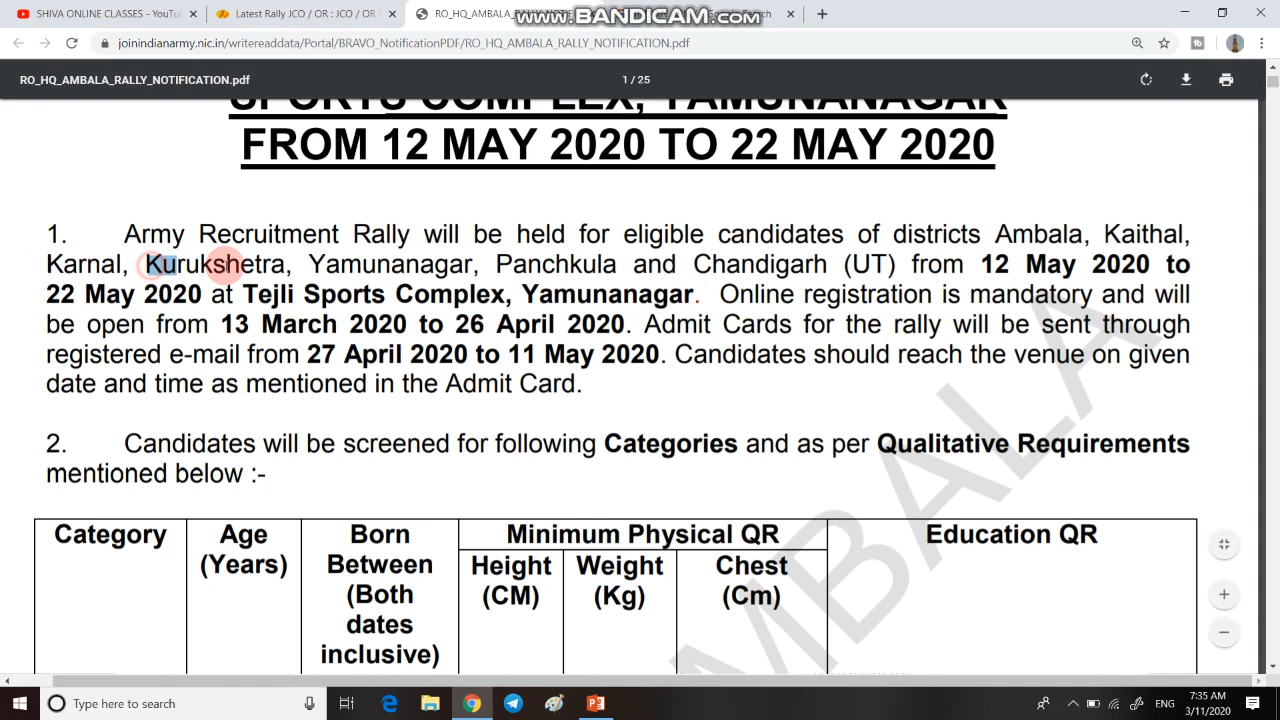 SHIVA ONLINE CLASSES - YouTu
Latest Rally JCO / OR : JCO / OR
RO_HQ_AMBALA_RALLY_NOTIFI
www.BANDICAM.com
joinindianarmy.nic.in/writereaddata/Portal/BRAVO_NotificationPDF/RO_HQ_AMBALA_RALLY_NOTIFICATION.pdf
RO_HQ_AMBALA_RALLY_NOTIFICATION.pdf
1 / 25
SPORTS COMPLEX, YAMUNANAGAR
FROM 12 MAY 2020 TO 22 MAY 2020
1. Army Recruitment Rally will be held for eligible candidates of districts Ambala, Kaithal,
Karnal, Kurukshetra, Yamunanagar, Panchkula and Chandigarh (UT) from 12 May 2020 to
22 May 2020 at Tejli Sports Complex, Yamunanagar. Online registration is mandatory and will
be open from 13 March 2020 to 26 April 2020. Admit Cards for the rally will be sent through
registered e-mail from 27 April 2020 to 11 May 2020. Candidates should reach the venue on given
date and time as mentioned in the Admit Card.
2. Candidates will be screened for following Categories and as per Qualitative Requirements
mentioned below :-
Category
Age
(Years)
Born
Between
(Both
dates
inclusive)
Minimum Physical QR
Height
(CM)
Weight
(Kg)
Chest
(Cm)
Education QR
MBALA
Type here to search
ENG
7:35 AM
3/11/2020